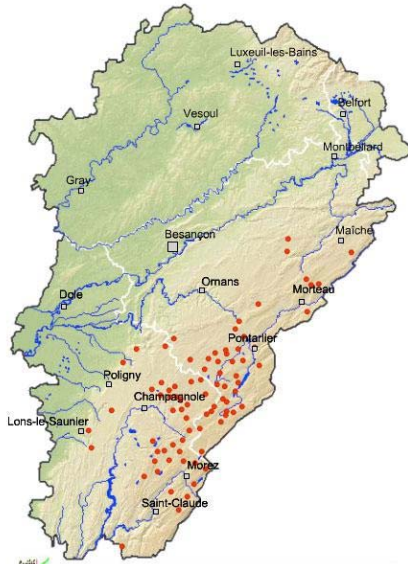 Luxeuil-les-Bains
Belfort
Vesoul
Montbéliard
Gray
Maîche
Besançon
Ornans
Dole
Morteau
Pontarlier
Poligny
Champagnole
Lons-le-Saunier
Morez
Saint-Claude